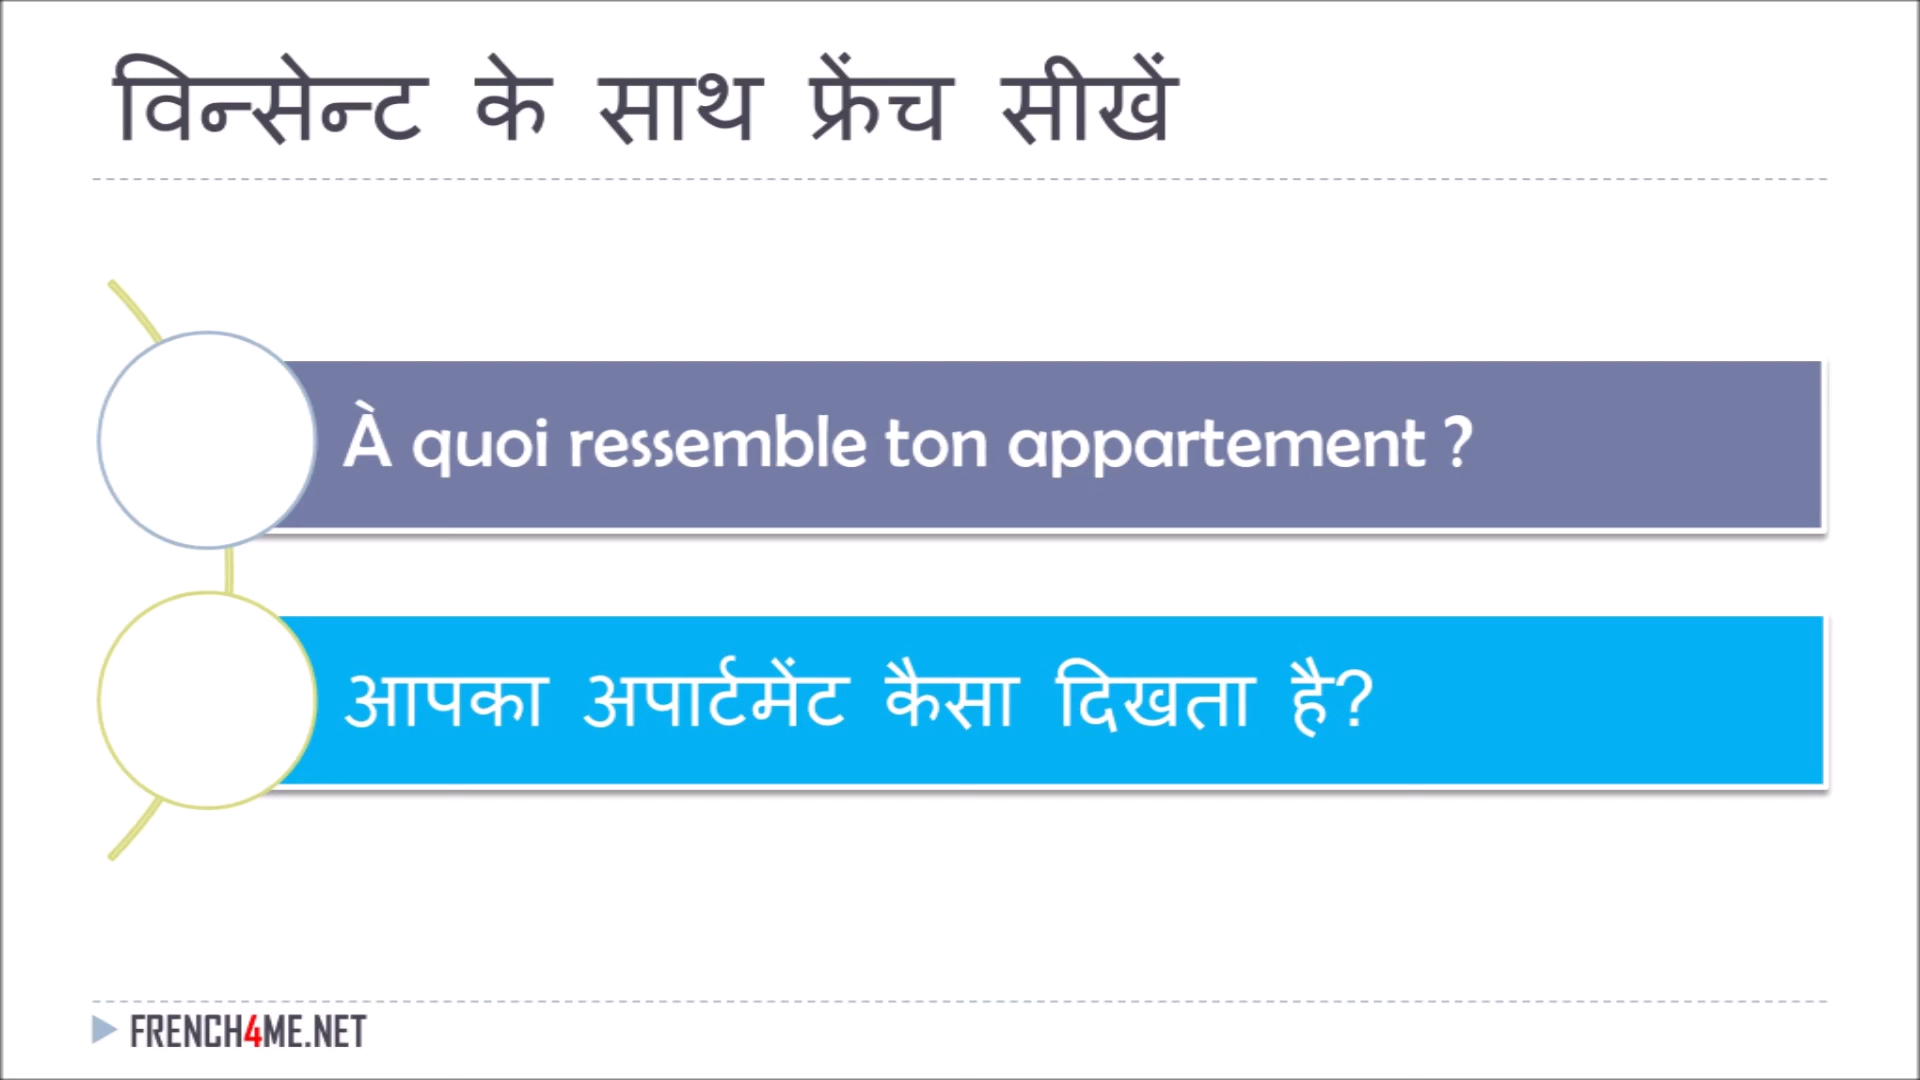 विन्सेन्ट के साथ फ्रेंच सीखें
À quoi ressemble ton appartement ?
आपका अपार्टमेंट कैसा दिखता है?
FRENCH4ME.NET